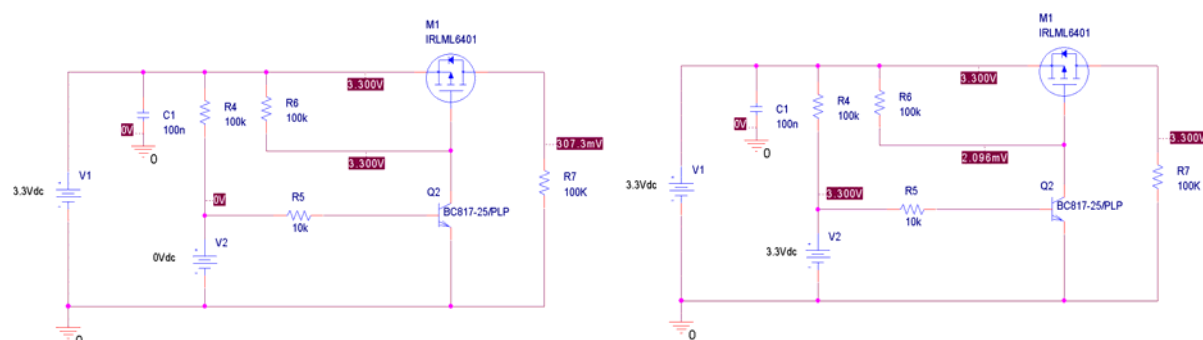 M1
IRLML6401
3.300V
C1
100n
0V
0
R4
100k
R6
100k
3.300V
307.3mV
R7
100K
V1
3.3Vdc
0V
R5
10k
Q2
BC817-25/PLP
V2
0Vdc
0
M1
IRLML6401
3.300V
C1
100n
0V
0
R4
100k
R6
100k
2.096mV
3.300V
R7
100K
V1
3.3Vdc
3.300V
R5
10k
Q2
BC817-25/PLP
V2
3.3Vdc
0